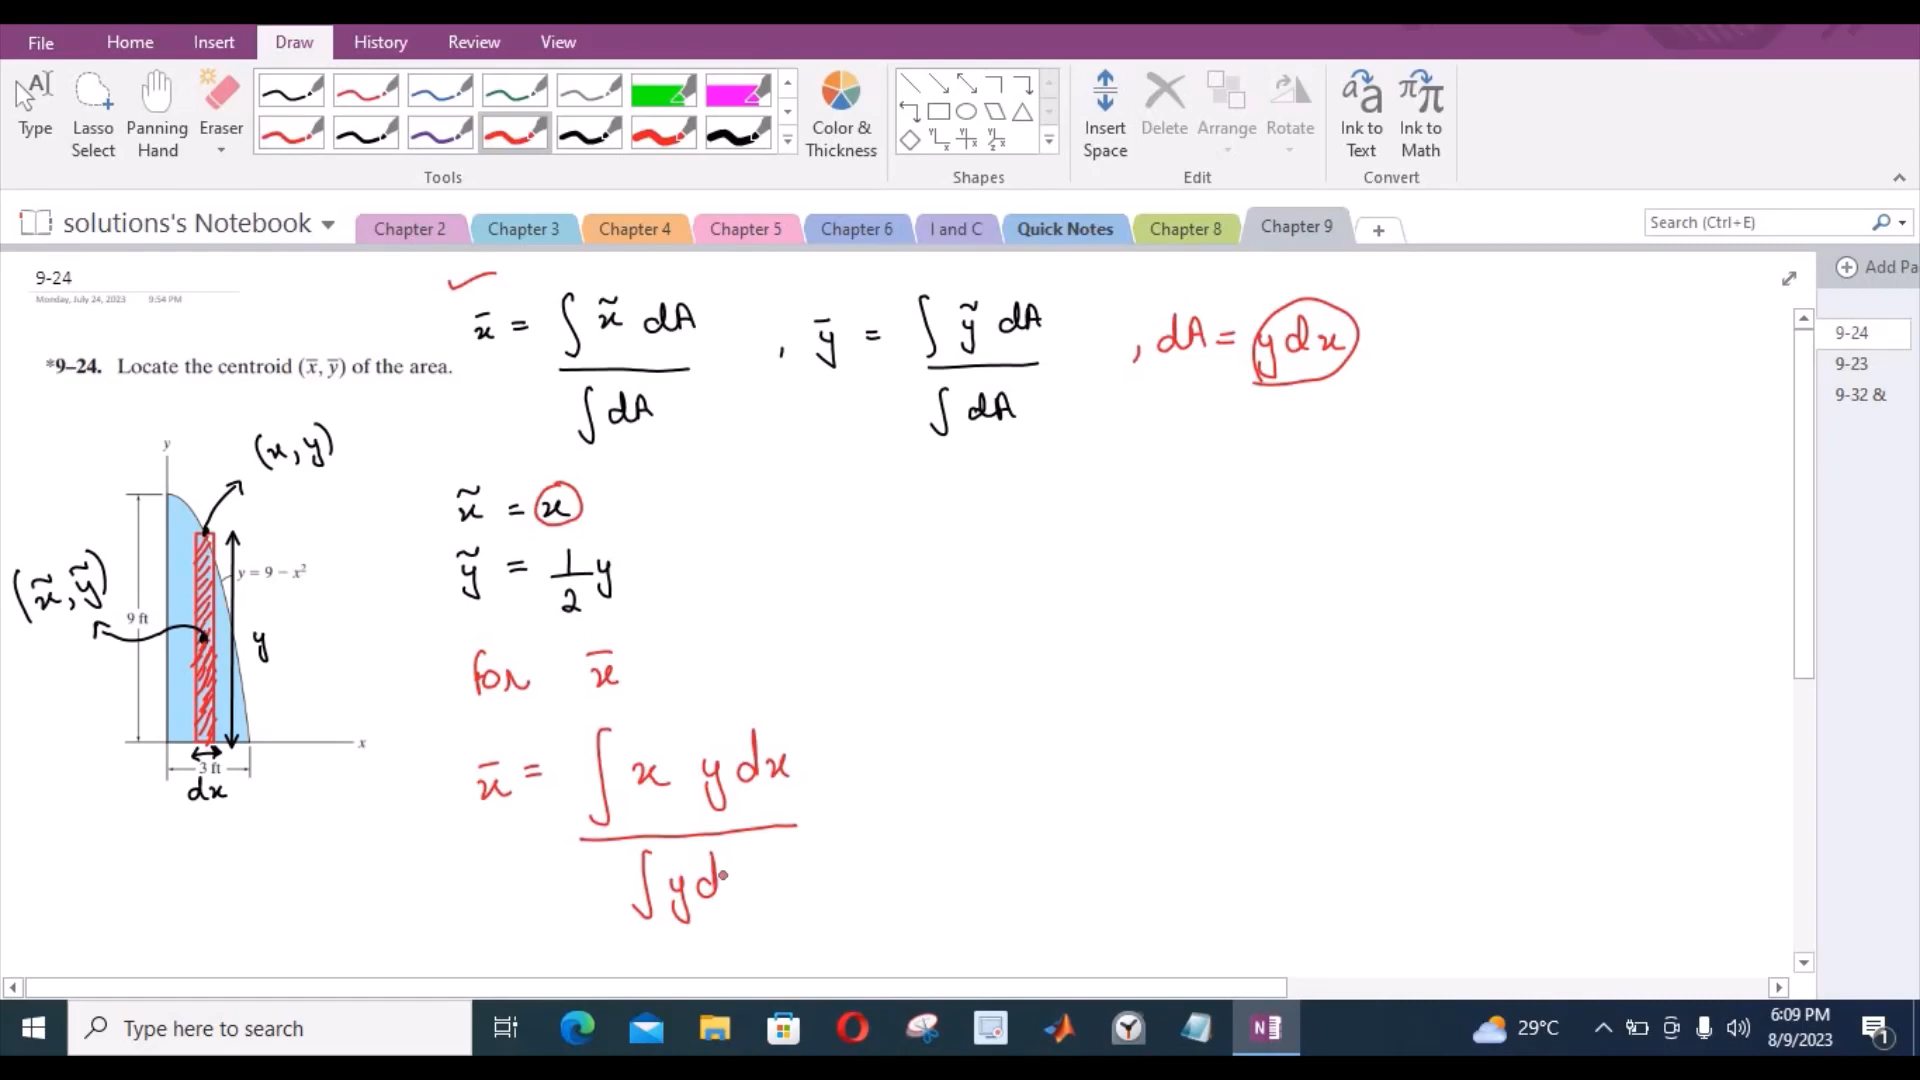 File Home Insert Draw History Review View
Type
Lasso Select
Panning Hand
Eraser
Color & Thickness
Insert Space
Delete
Arrange
Rotate
Ink to Text
Ink to Math
Tools Shapes Edit Convert
solutions's Notebook
Chapter 2 Chapter 3 Chapter 4 Chapter 5 Chapter 6 I and C Quick Notes Chapter 8 Chapter 9 +
Search (Ctrl+E)
Add Pa
9-24
Monday, July 24, 2023 9:54 PM
9-24
9-23
9-32 &
*9–24. Locate the centroid (x̄, ȳ) of the area.
x̄ = ∫ x̃ dA / ∫ dA , ȳ = ∫ ỹ dA / ∫ dA , dA = y dx
y
(x, y)
x̃ = x
ỹ = 1/2 y
(x̃, ỹ)
y = 9 − x²
9 ft
y
x
3 ft
dx
for x̄
x̄ = ∫ x y dx / ∫ y d
Type here to search
N
29°C
6:09 PM
8/9/2023
1